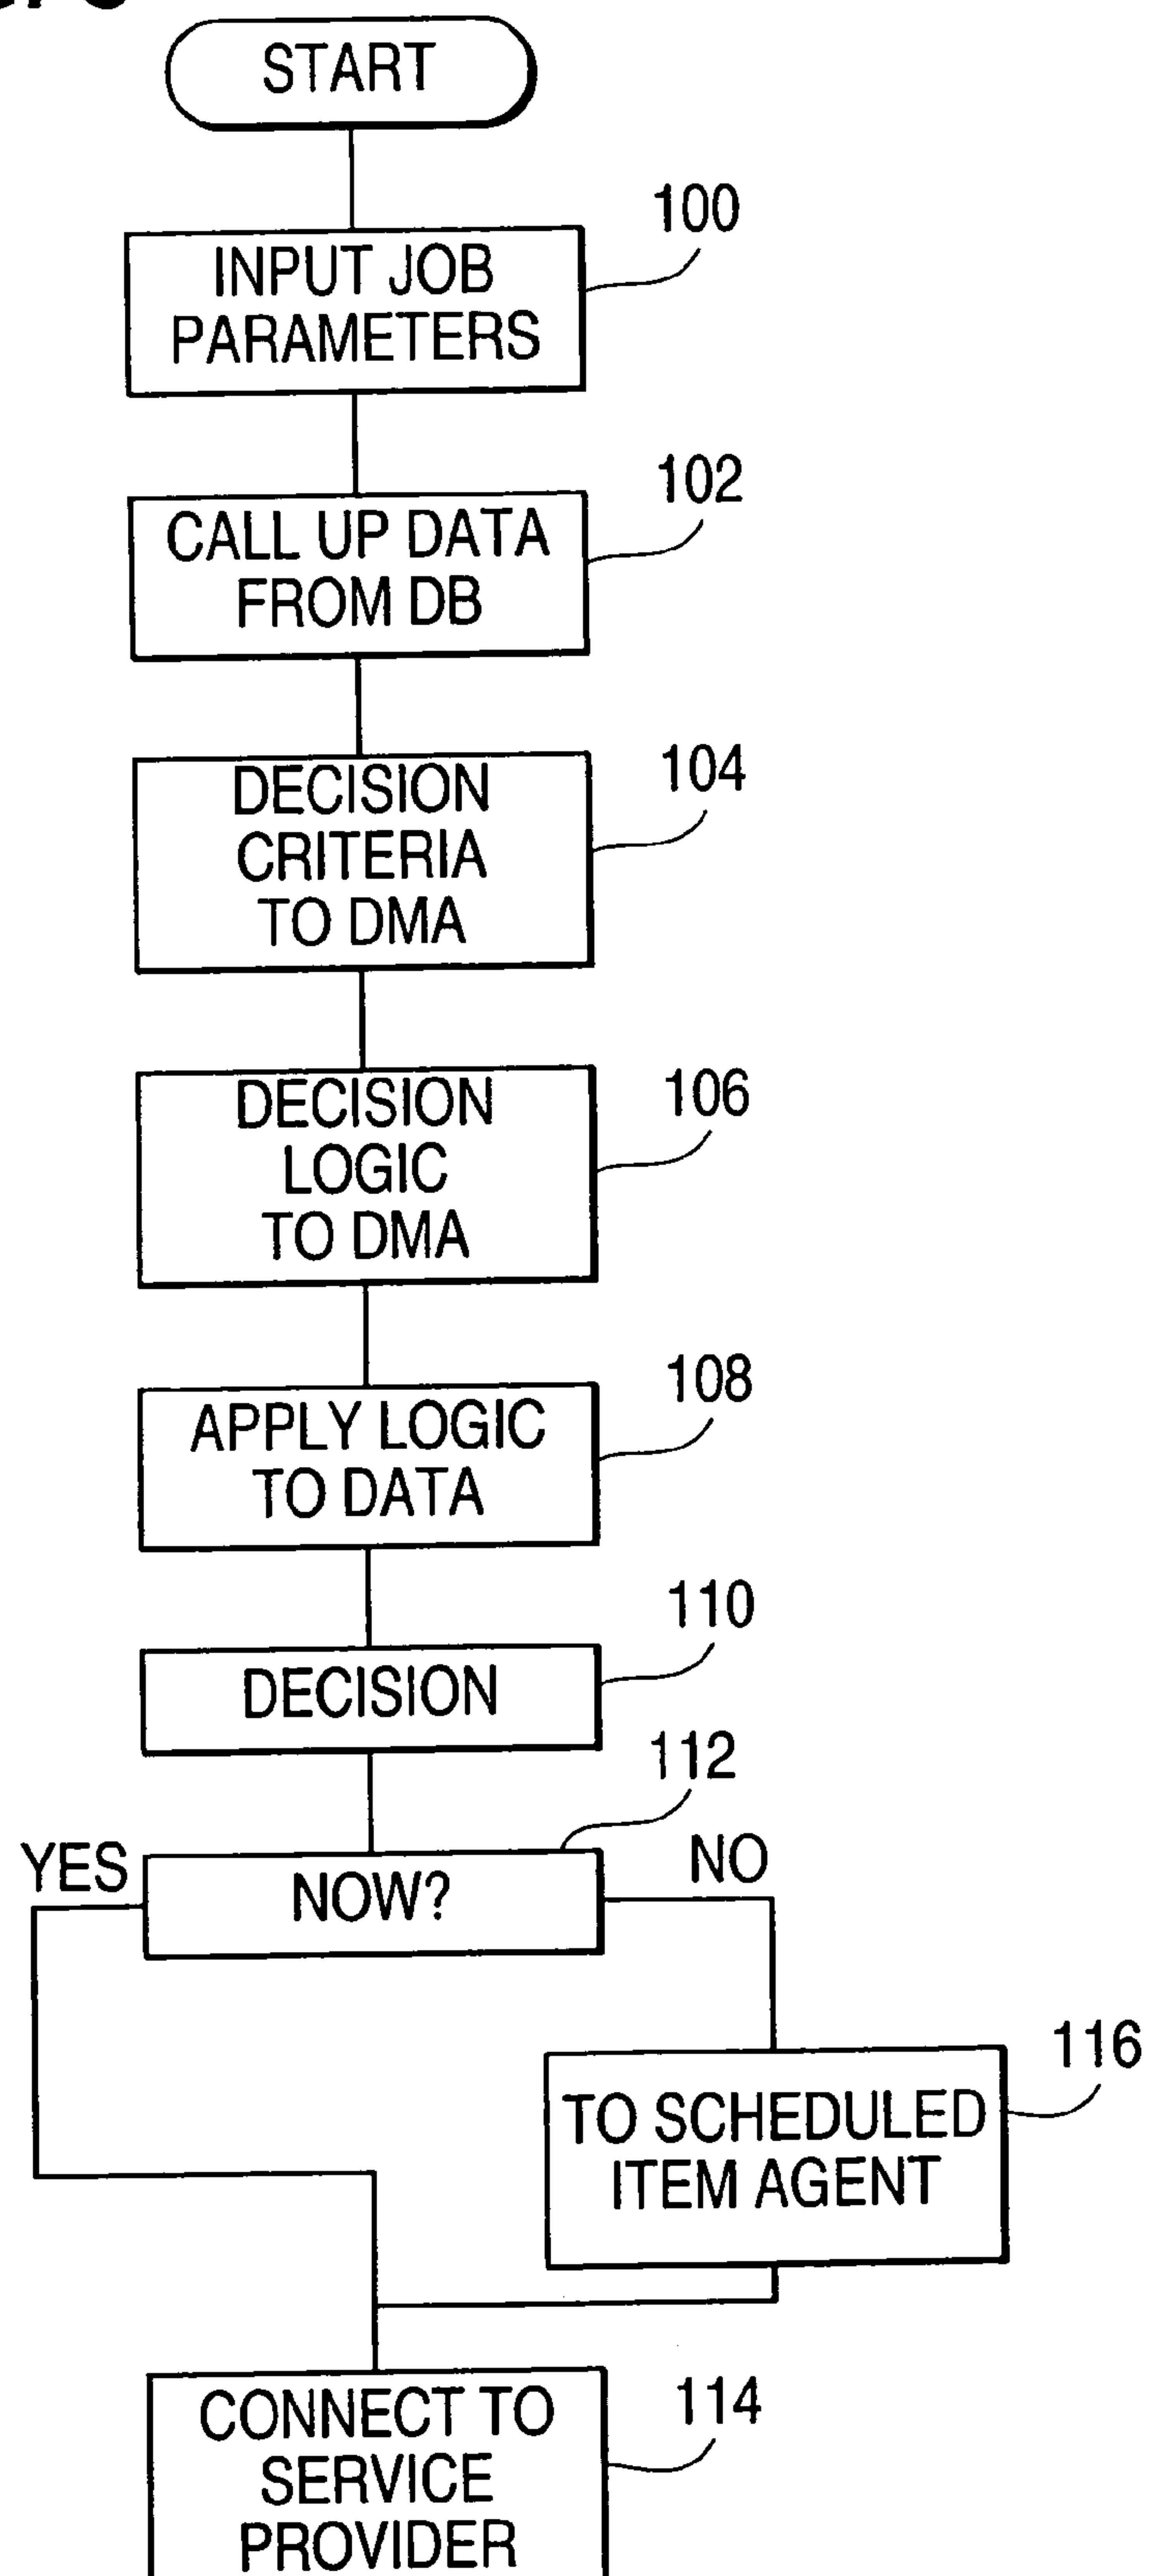 START
100
INPUT JOB
PARAMETERS
102
CALL UP DATA
FROM DB
104
DECISION
CRITERIA
TO DMA
106
DECISION
LOGIC
TO DMA
108
APPLY LOGIC
TO DATA
110
DECISION
112
YES
NOW?
NO
116
TO SCHEDULED
ITEM AGENT
114
CONNECT TO
SERVICE
PROVIDER